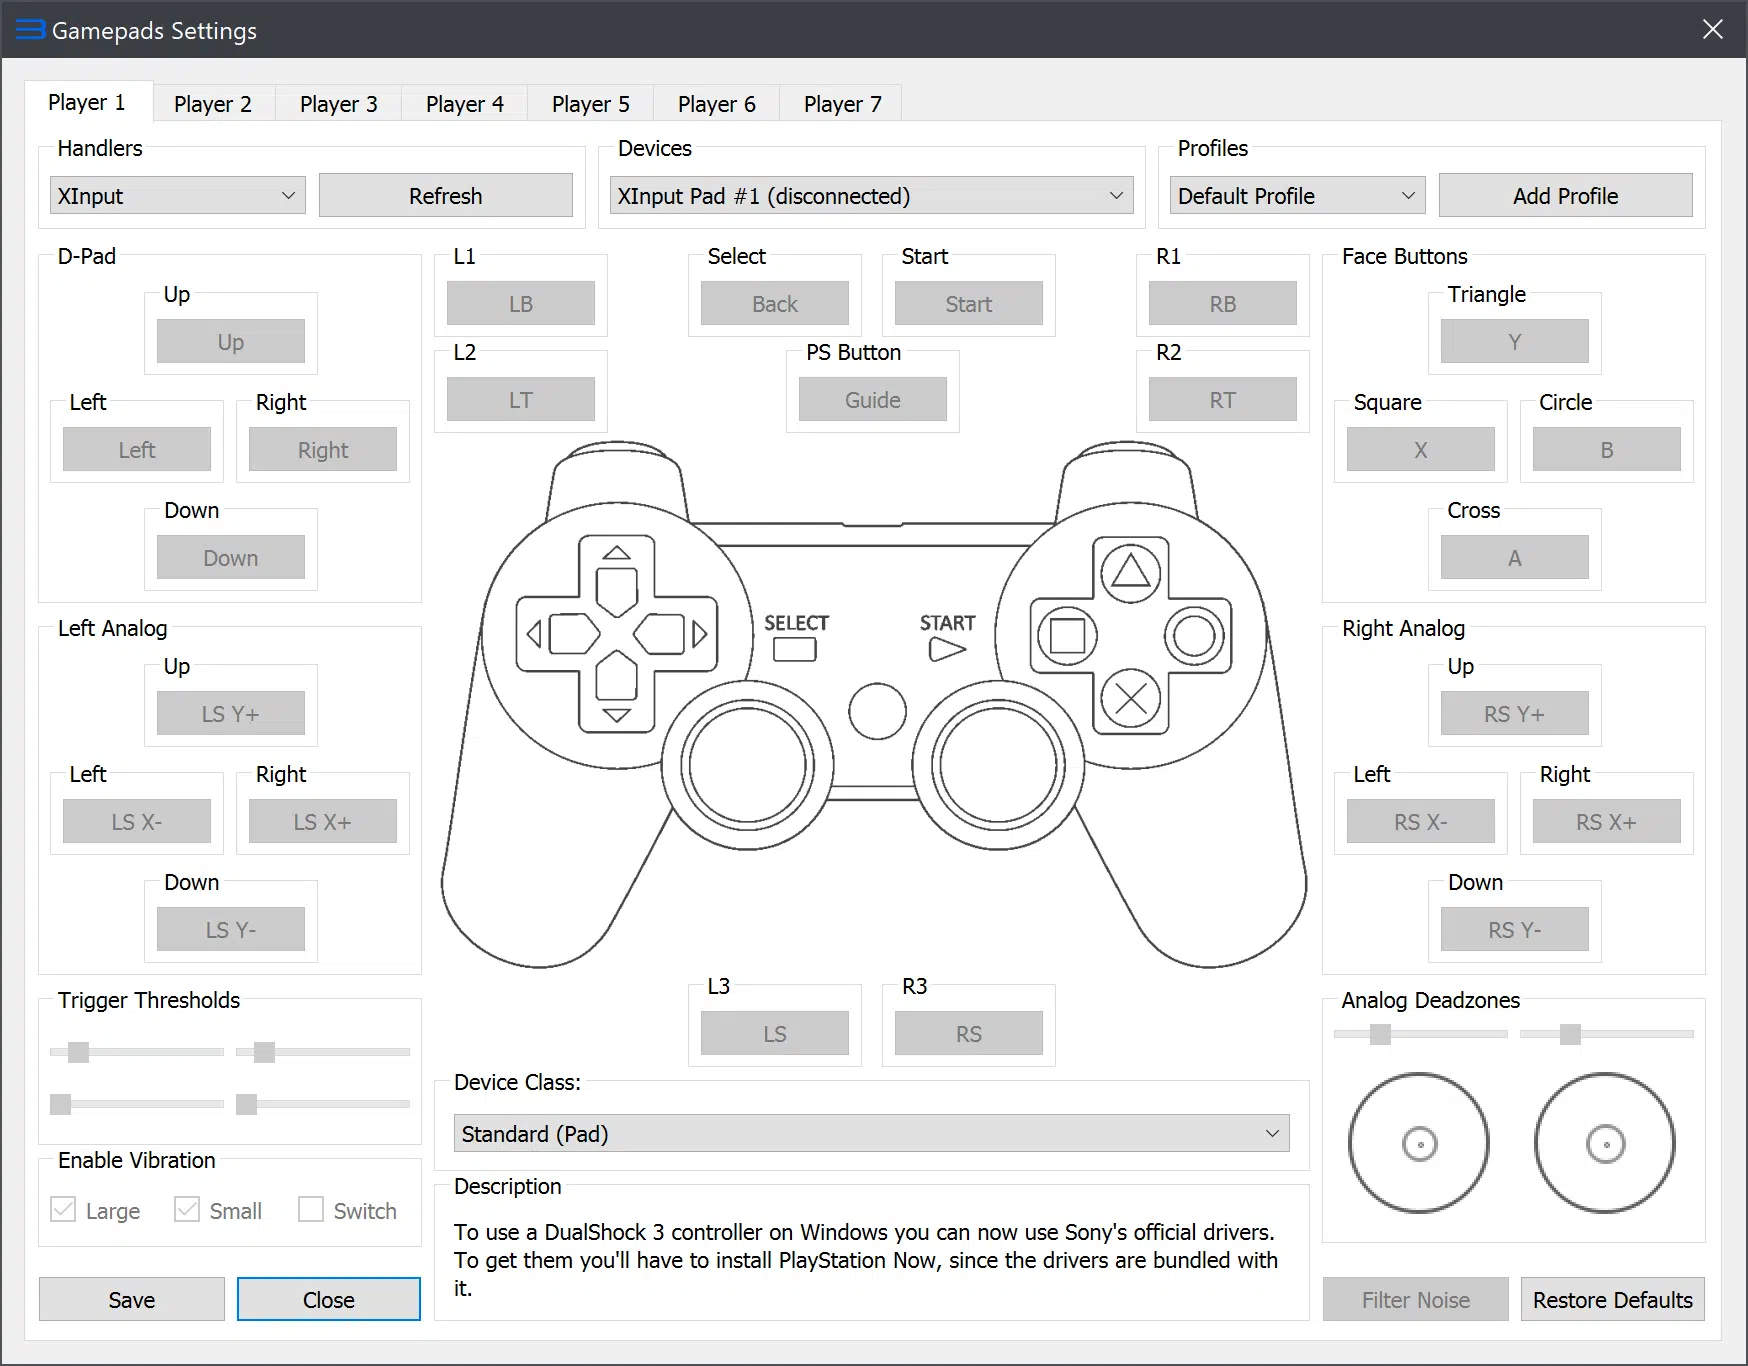 Gamepads Settings
Player 1
Player 2
Player 3
Player 4
Player 5
Player 6
Player 7
Handlers
XInput
Refresh
Devices
XInput Pad #1 (disconnected)
Profiles
Default Profile
Add Profile
D-Pad
Up
Up
Left
Left
Right
Right
Down
Down
L1
LB
L2
LT
Select
Back
Start
Start
PS Button
Guide
R1
RB
R2
RT
Face Buttons
Triangle
Y
Square
X
Circle
B
Cross
A
SELECT
START
Left Analog
Up
LS Y+
Left
LS X-
Right
LS X+
Down
LS Y-
Right Analog
Up
RS Y+
Left
RS X-
Right
RS X+
Down
RS Y-
L3
LS
R3
RS
Trigger Thresholds
Analog Deadzones
Device Class:
Standard (Pad)
Enable Vibration
Large
Small
Switch
Description
To use a DualShock 3 controller on Windows you can now use Sony's official drivers.
To get them you'll have to install PlayStation Now, since the drivers are bundled with
it.
Save
Close
Filter Noise
Restore Defaults